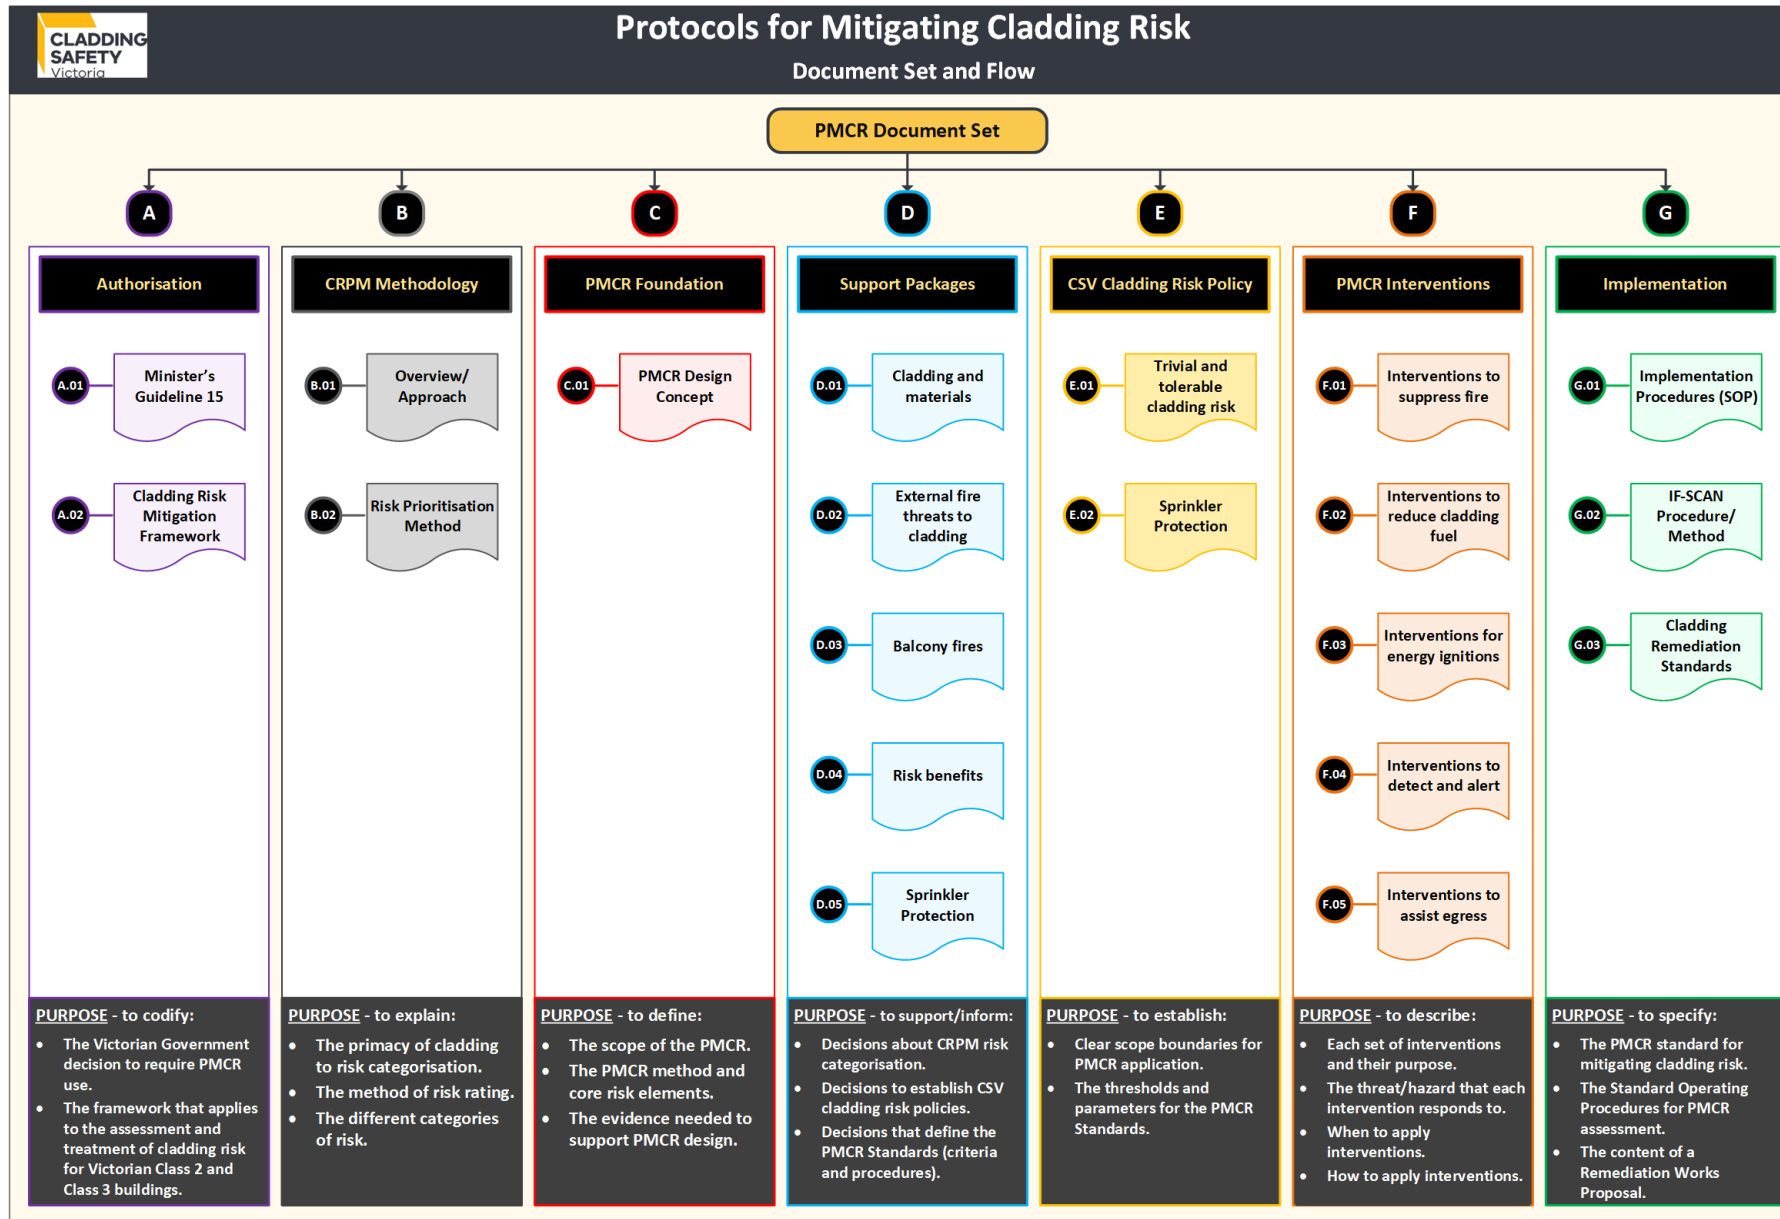 CLADDING
SAFETY
Victoria
Protocols for Mitigating Cladding Risk
Document Set and Flow
PMCR Document Set
A
B
C
D
E
F
G
Authorisation
CRPM Methodology
PMCR Foundation
Support Packages
CSV Cladding Risk Policy
PMCR Interventions
Implementation
A.01
Minister's
Guideline 15
A.02
Cladding Risk
Mitigation
Framework
B.01
Overview/
Approach
B.02
Risk Prioritisation
Method
C.01
PMCR Design
Concept
D.01
Cladding and
materials
D.02
External fire
threats to
cladding
D.03
Balcony fires
D.04
Risk benefits
D.05
Sprinkler
Protection
E.01
Trivial and
tolerable
cladding risk
E.02
Sprinkler
Protection
F.01
Interventions to
suppress fire
F.02
Interventions to
reduce cladding
fuel
F.03
Interventions for
energy ignitions
F.04
Interventions to
detect and alert
F.05
Interventions to
assist egress
G.01
Implementation
Procedures (SOP)
G.02
IF-SCAN
Procedure/
Method
G.03
Cladding
Remediation
Standards
PURPOSE - to codify:
• The Victorian Government
decision to require PMCR
use.
• The framework that applies
to the assessment and
treatment of cladding risk
for Victorian Class 2 and
Class 3 buildings.
PURPOSE - to explain:
• The primacy of cladding
to risk categorisation.
• The method of risk rating.
• The different categories
of risk.
PURPOSE - to define:
• The scope of the PMCR.
• The PMCR method and
core risk elements.
• The evidence needed to
support PMCR design.
PURPOSE - to support/inform:
• Decisions about CRPM risk
categorisation.
• Decisions to establish CSV
cladding risk policies.
• Decisions that define the
PMCR Standards (criteria
and procedures).
PURPOSE - to establish:
• Clear scope boundaries for
PMCR application.
• The thresholds and
parameters for the PMCR
Standards.
PURPOSE - to describe:
• Each set of interventions
and their purpose.
• The threat/hazard that each
intervention responds to.
• When to apply
interventions.
• How to apply interventions.
PURPOSE - to specify:
• The PMCR standard for
mitigating cladding risk.
• The Standard Operating
Procedures for PMCR
assessment.
• The content of a
Remediation Works
Proposal.